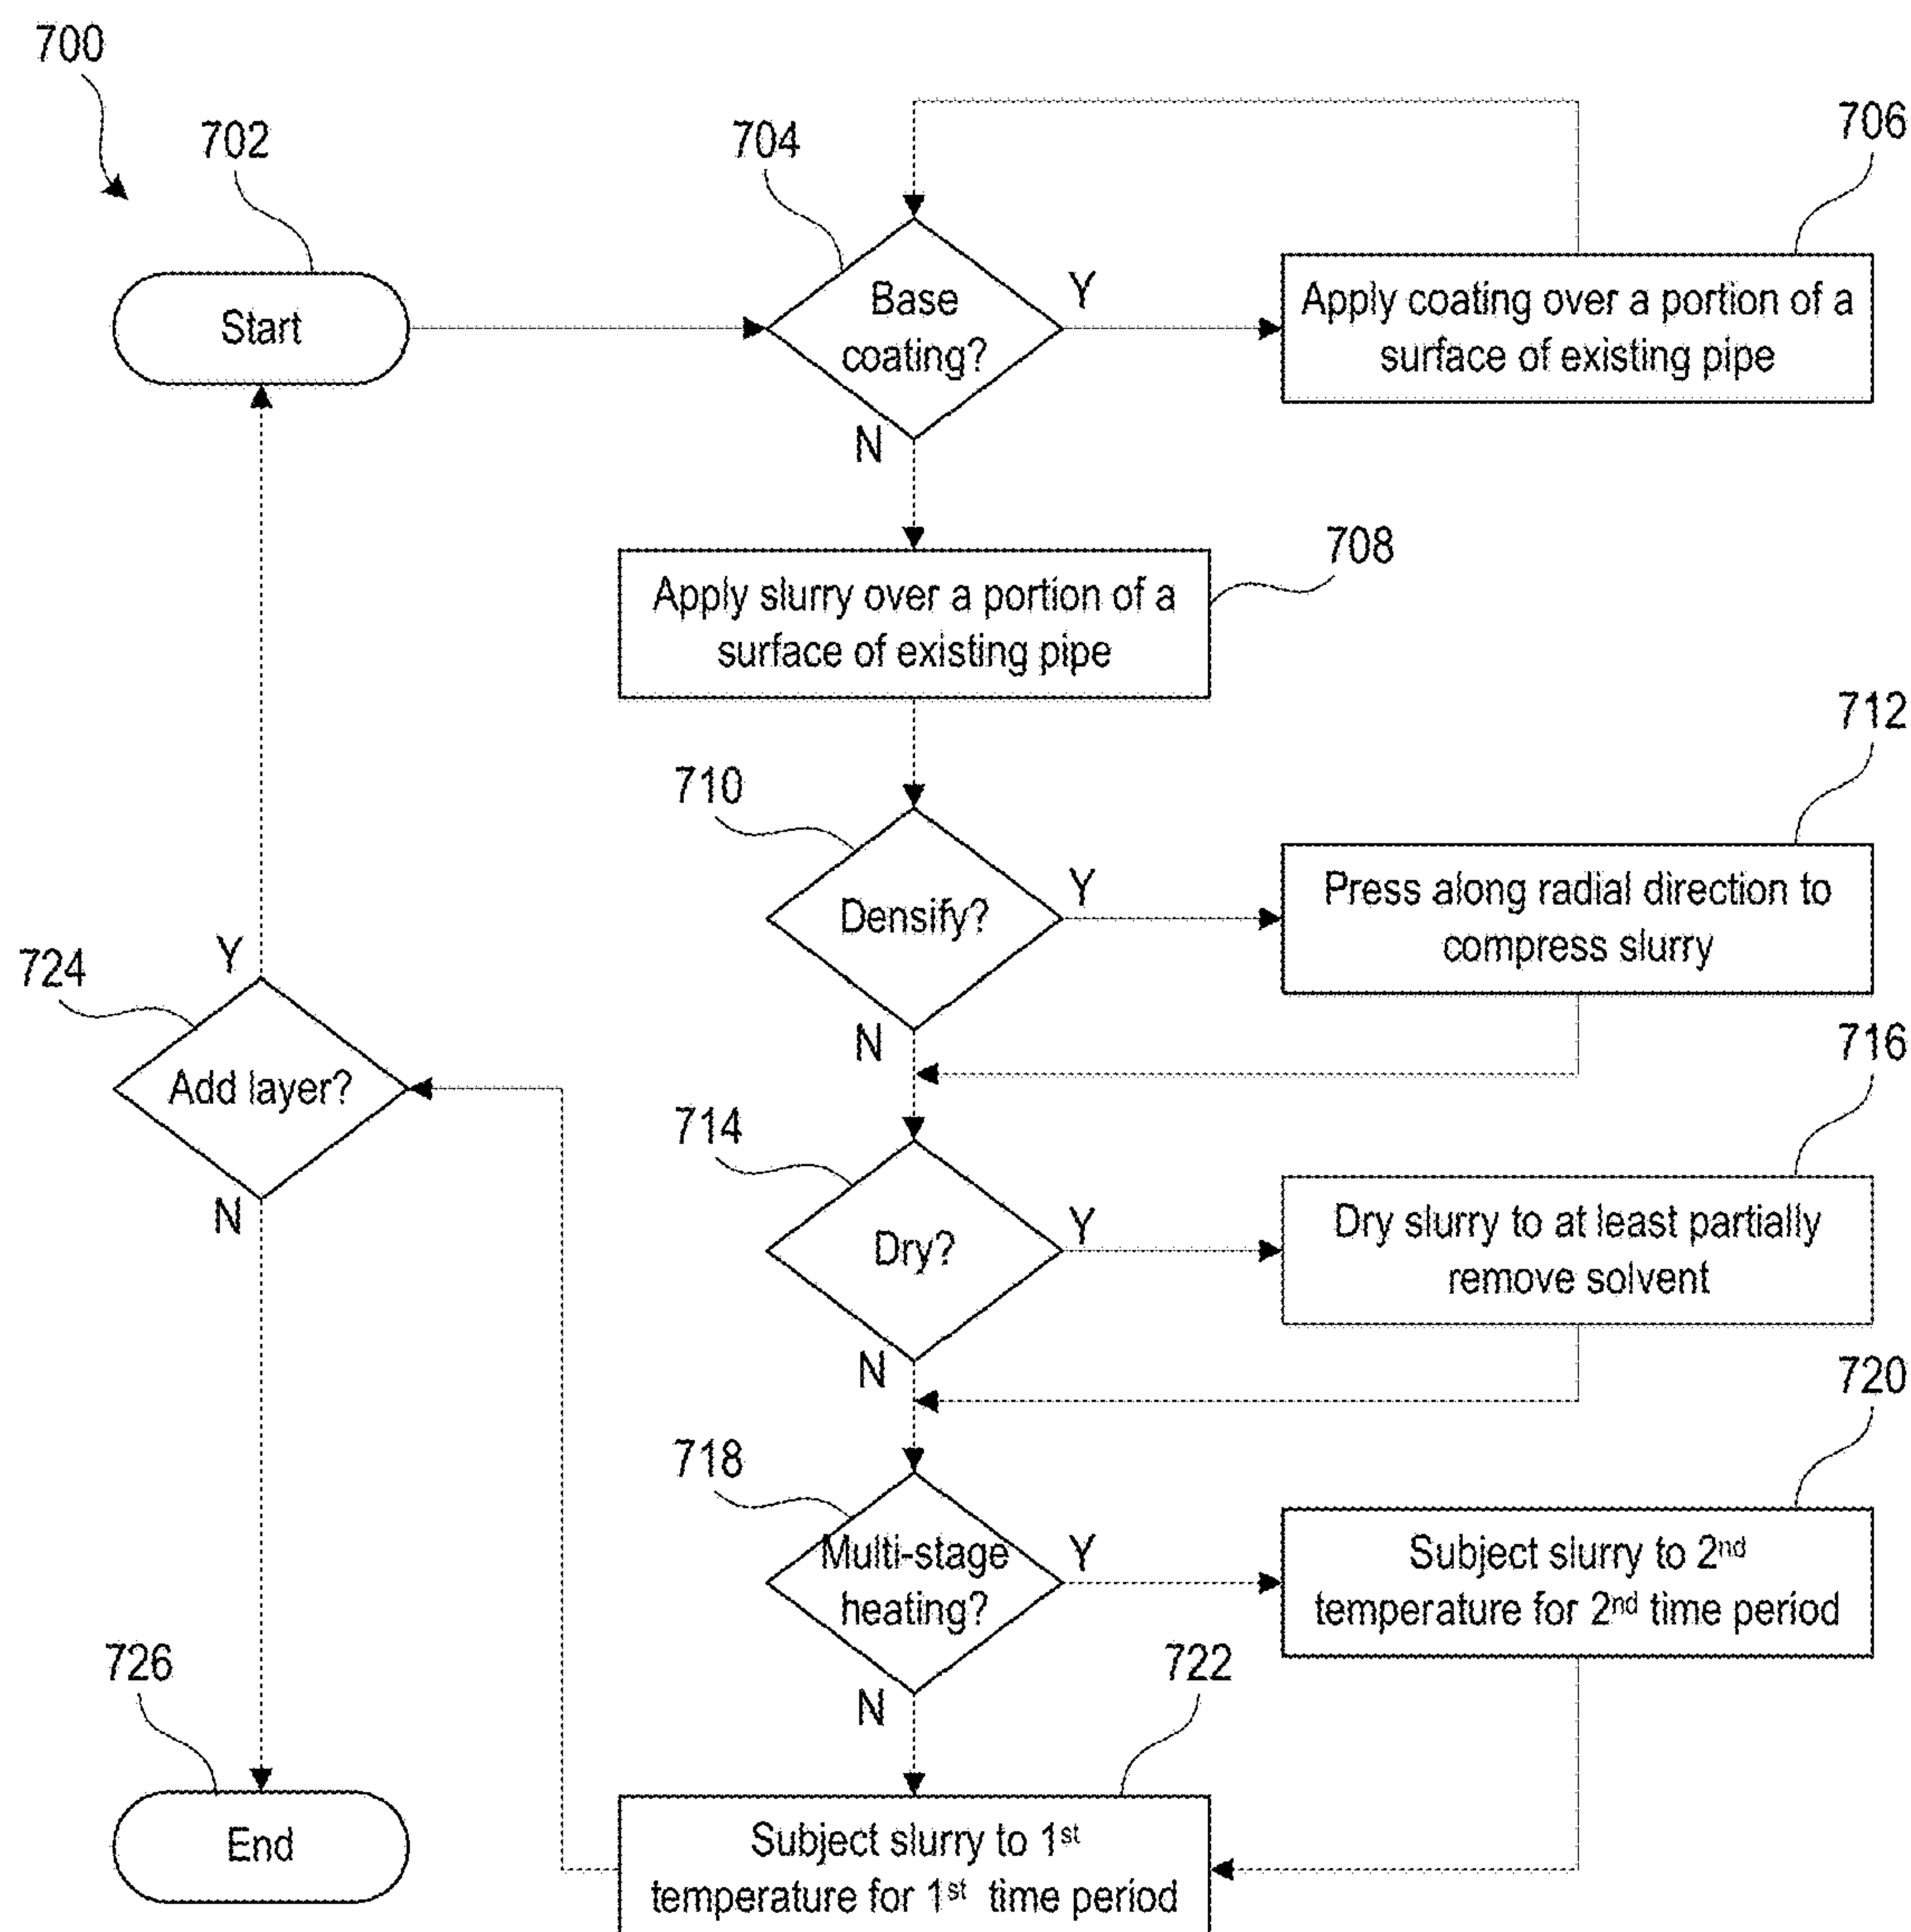 700
702
704
706
Start
Base
coating?
Y
Apply coating over a portion of a
surface of existing pipe
N
708
Apply slurry over a portion of a
surface of existing pipe
710
712
Densify?
Y
Press along radial direction to
compress slurry
N
724
Y
Add layer?
N
714
716
Dry?
Y
Dry slurry to at least partially
remove solvent
N
718
720
Multi-stage
heating?
Y
Subject slurry to 2nd
temperature for 2nd time period
N
722
Subject slurry to 1st
temperature for 1st time period
726
End